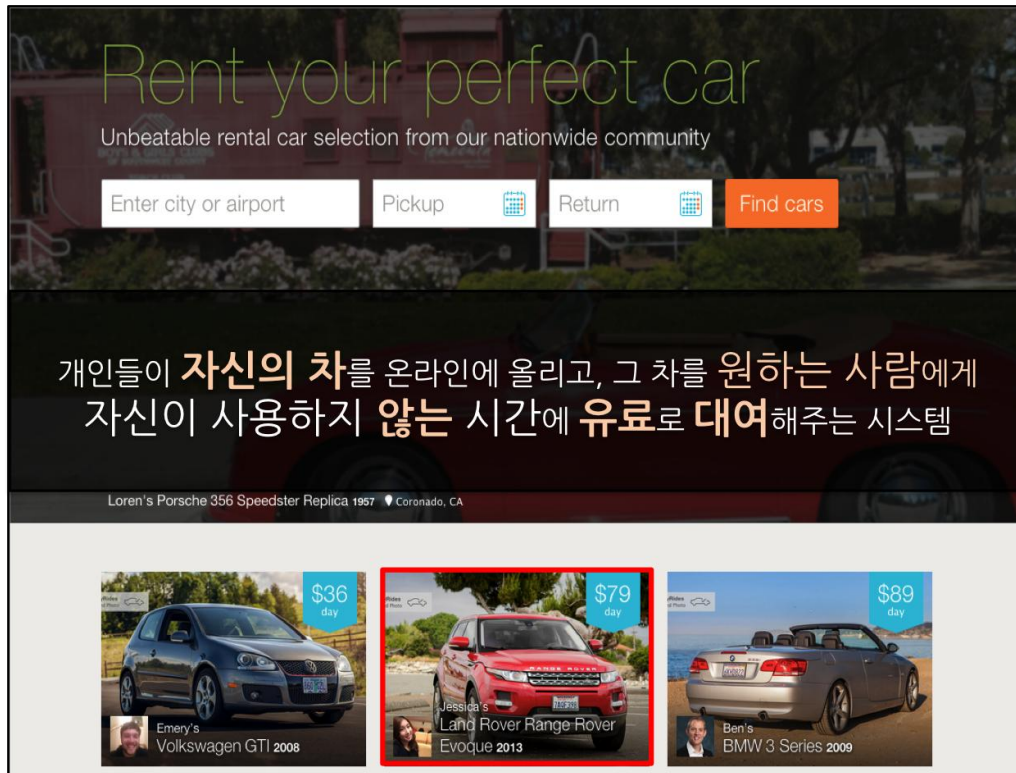 Rent your perfect car
Unbeatable rental car selection from our nationwide community
Enter city or airport
Pickup
Return
Find cars
개인들이 자신의 차를 온라인에 올리고, 그 차를 원하는 사람에게
자신이 사용하지 않는 시간에 유료로 대여해주는 시스템
Loren's Porsche 356 Speedster Replica 1957 Coronado, CA
$36
day
Emery's
Volkswagen GTI 2008
$79
day
RANGE ROVER
Jessica's
Land Rover Range Rover
Evoque 2013
$89
day
Ben's
BMW 3 Series 2009